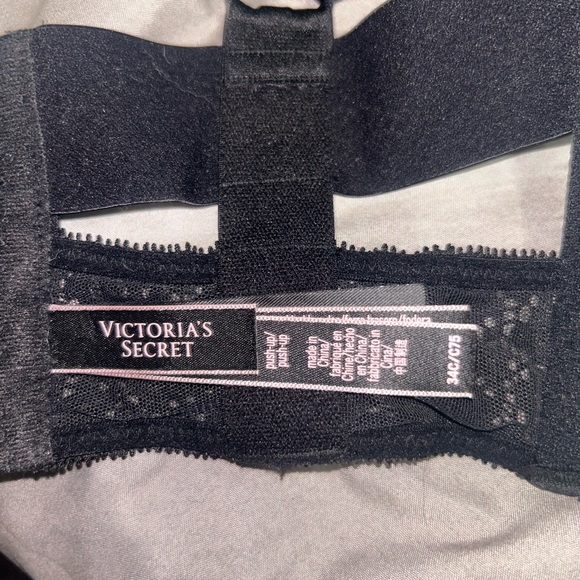 VICTORIA'S
SECRET
push-up/
push-up
made in
China/
fabriqué en
Chine/hecho
en China/
fabbricato in
Cina/
中国制造
34C/C75